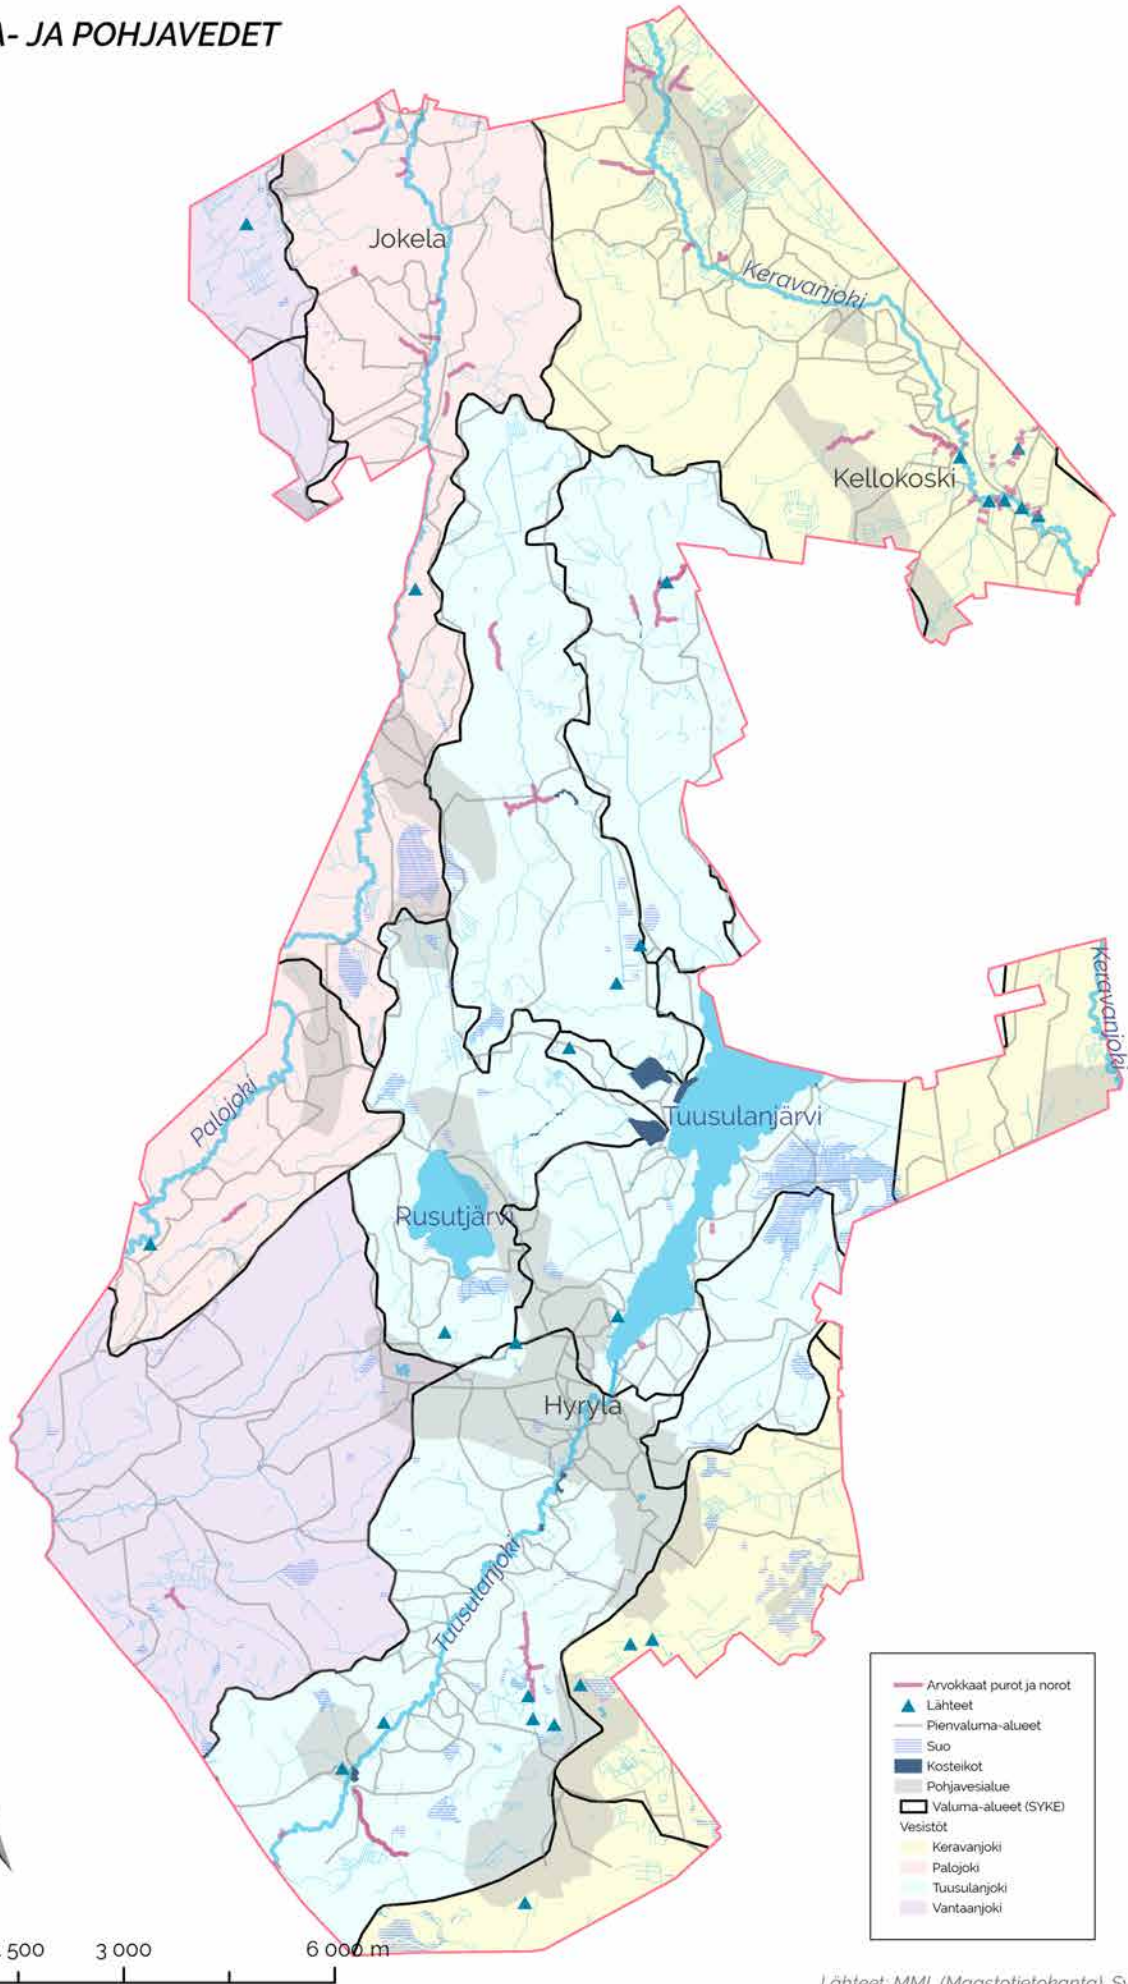 - JA POHJAVEDET
Jokela
Keravanjoki
Kellokoski
Keravanjoki
Palojoki
Tuusulanjärvi
Rusutjärvi
Hyrylä
Tuusulanjoki
Arvokkaat purot ja norot
Lähteet
Pienvaluma-alueet
Suo
Kosteikot
Pohjavesialue
Valuma-alueet (SYKE)
Vesistöt
Keravanjoki
Palojoki
Tuusulanjoki
Vantaanjoki
500 3 000 6 000 m
Lähteet: MML (Maastotietokanta)